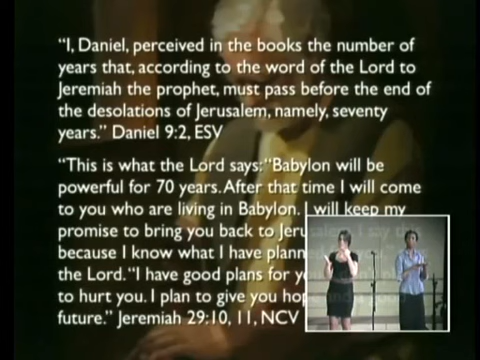 “I, Daniel, perceived in the books the number of
years that, according to the word of the Lord to
Jeremiah the prophet, must pass before the end of
the desolations of Jerusalem, namely, seventy
years.” Daniel 9:2, ESV
“This is what the Lord says: “Babylon will be
powerful for 70 years. After that time I will come
to you who are living in Babylon. I will keep my
promise to bring you back to
because I know what I have
the Lord. “I have good plans for
to hurt you. I plan to give you
future.” Jeremiah 29:10, 11, NCV